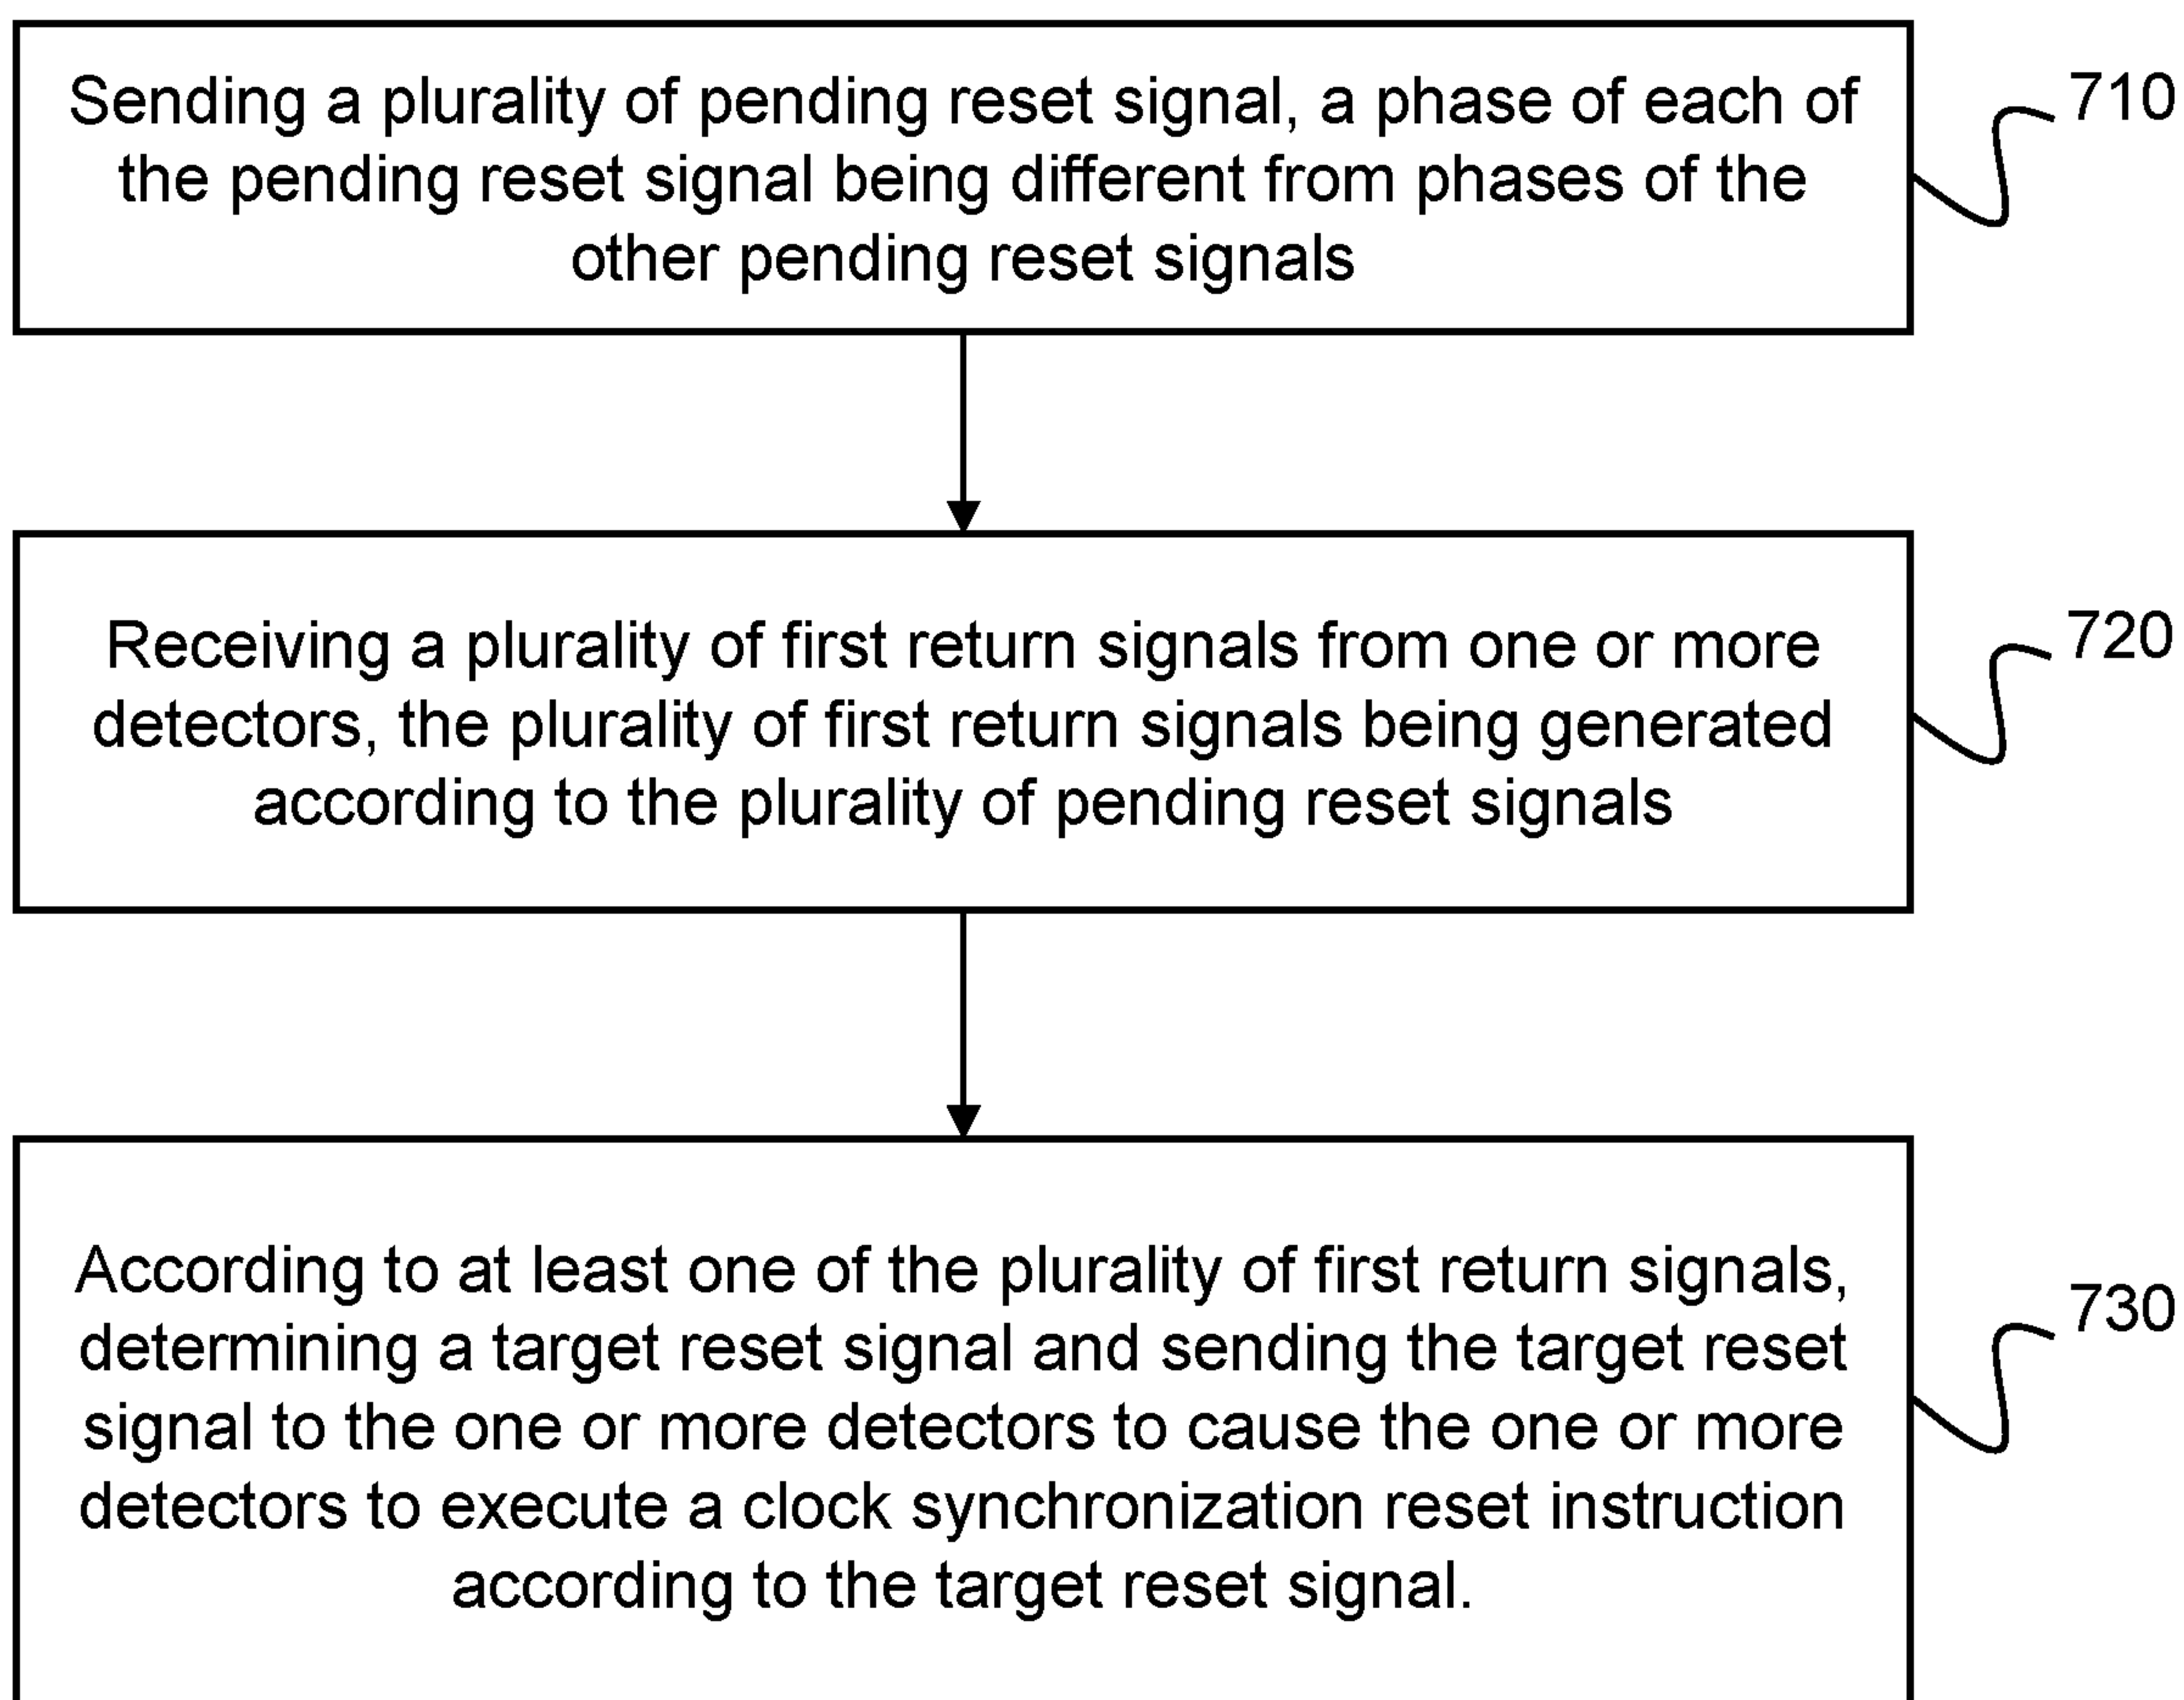 Sending a plurality of pending reset signal, a phase of each of
the pending reset signal being different from phases of the
other pending reset signals
710
Receiving a plurality of first return signals from one or more
detectors, the plurality of first return signals being generated
according to the plurality of pending reset signals
720
According to at least one of the plurality of first return signals,
determining a target reset signal and sending the target reset
signal to the one or more detectors to cause the one or more
detectors to execute a clock synchronization reset instruction
according to the target reset signal.
730